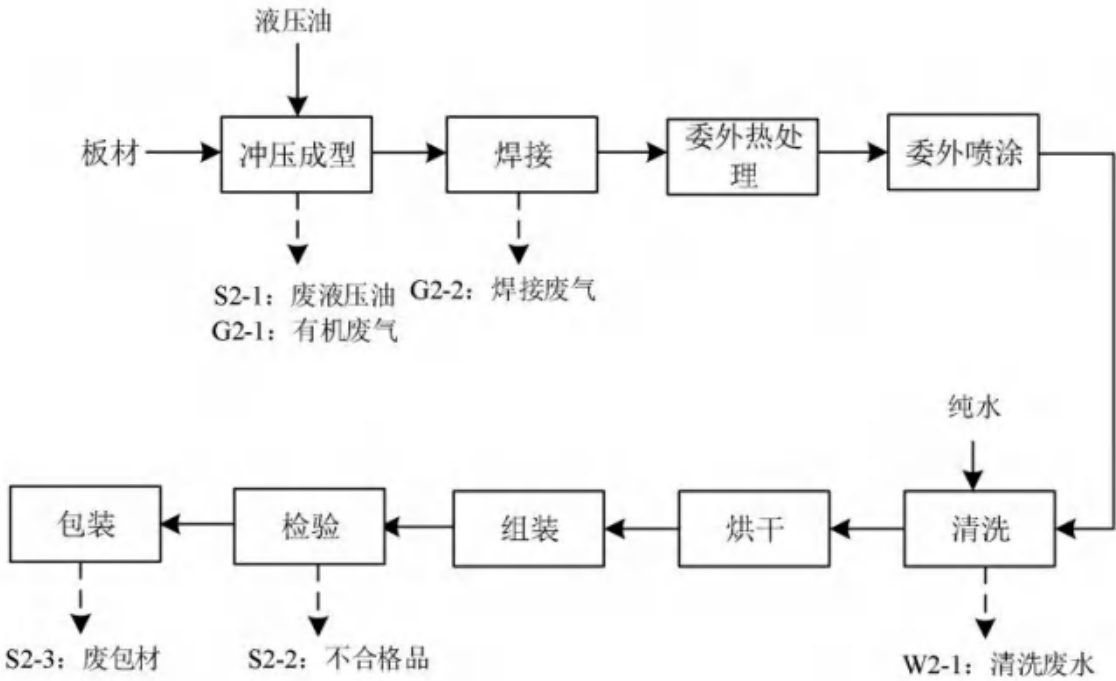 液压油
板材
冲压成型
焊接
委外热处
理
委外喷涂
S2-1：废液压油
G2-1：有机废气
G2-2：焊接废气
纯水
包装
检验
组装
烘干
清洗
S2-3：废包材
S2-2：不合格品
W2-1：清洗废水